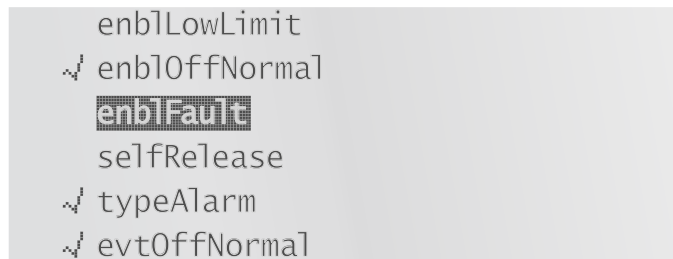 enblLowLimit
enblOffNormal
enblFault
selfRelease
typeAlarm
evtOffNormal